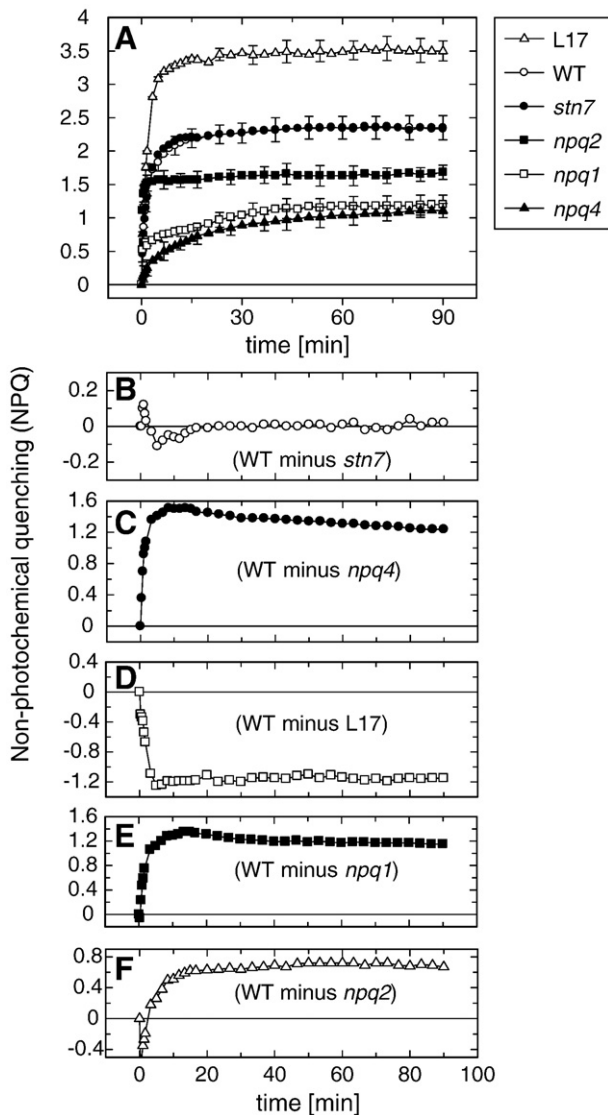 A
4
3.5
3
2.5
2
1.5
1
0.5
0
0 30 60 90
time [min]
L17
WT
stn7
npq2
npq1
npq4
Non-photochemical quenching (NPQ)
B
0.2
0
-0.2
(WT minus stn7)
C
1.6
1.2
0.8
0.4
0
(WT minus npq4)
D
0.4
0
-0.4
-0.8
-1.2
(WT minus L17)
E
1.6
1.2
0.8
0.4
0
(WT minus npq1)
F
0.8
0.4
0
-0.4
(WT minus npq2)
0 20 40 60 80 100
time [min]